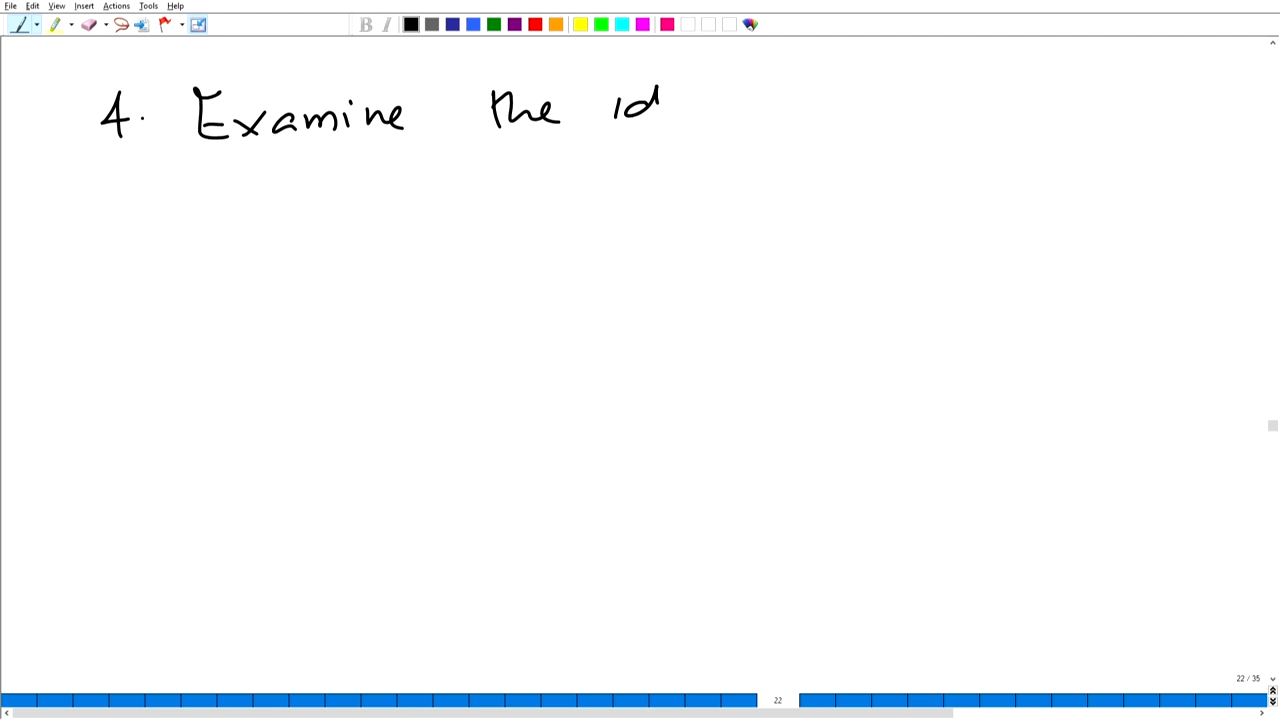 File Edit View Insert Actions Tools Help
B I
4. Examine the id
22 / 35
22